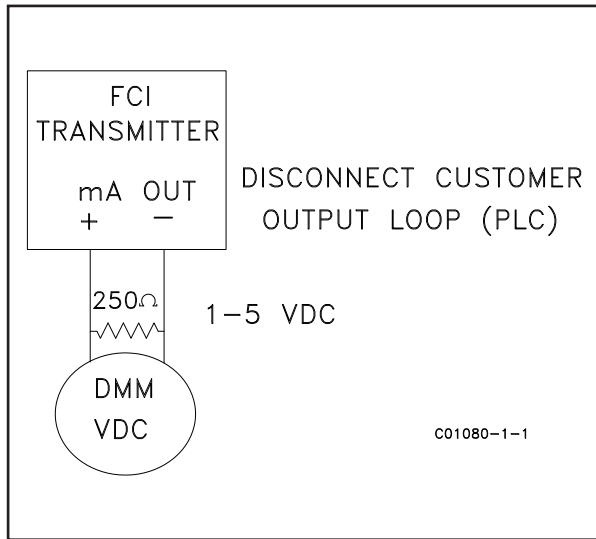 FCI
TRANSMITTER
mA OUT
+ −
DISCONNECT CUSTOMER
OUTPUT LOOP (PLC)
250Ω
1−5 VDC
DMM
VDC
C01080−1−1